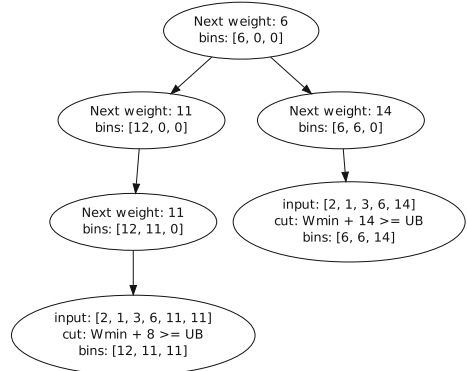 Next weight: 6
bins: [6, 0, 0]
Next weight: 11
bins: [12, 0, 0]
Next weight: 14
bins: [6, 6, 0]
Next weight: 11
bins: [12, 11, 0]
input: [2, 1, 3, 6, 14]
cut: Wmin + 14 >= UB
bins: [6, 6, 14]
input: [2, 1, 3, 6, 11, 11]
cut: Wmin + 8 >= UB
bins: [12, 11, 11]